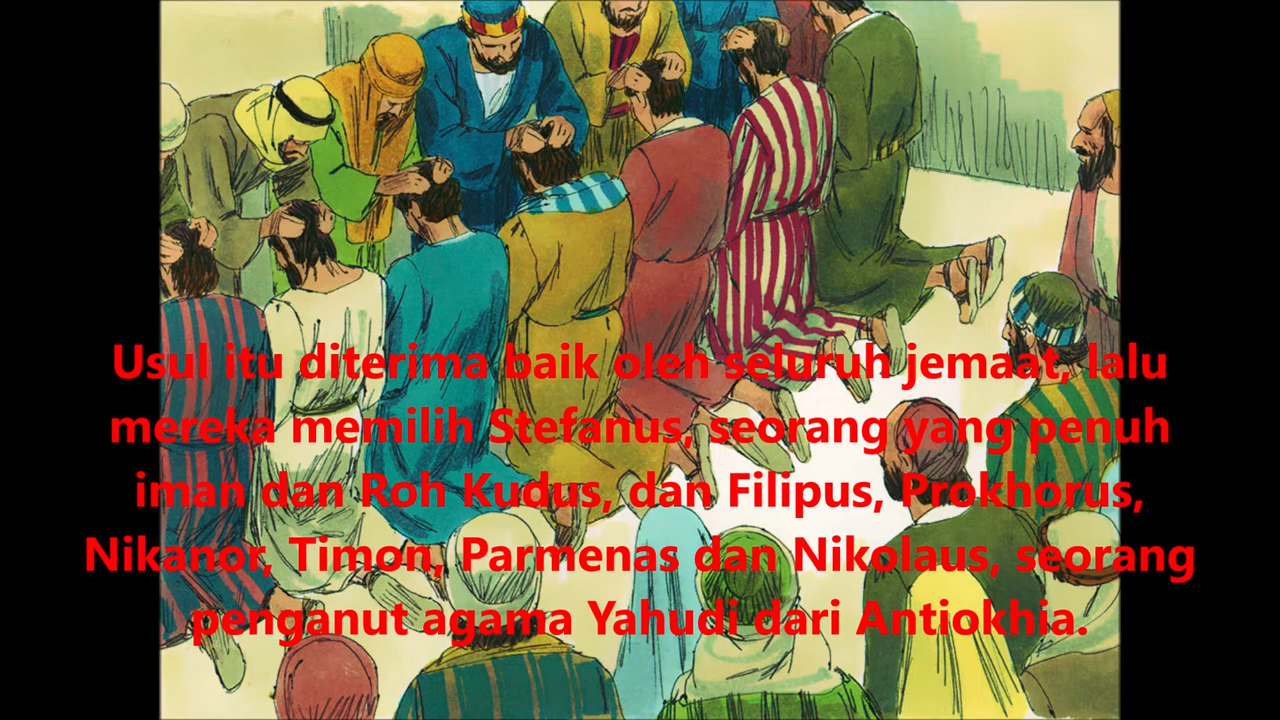 Usul itu diterima baik oleh seluruh jemaat, lalu
mereka memilih Stefanus, seorang yang penuh
iman dan Roh Kudus, dan Filipus, Prokhorus,
Nikanor, Timon, Parmenas dan Nikolaus, seorang
penganut agama Yahudi dari Antiokhia.